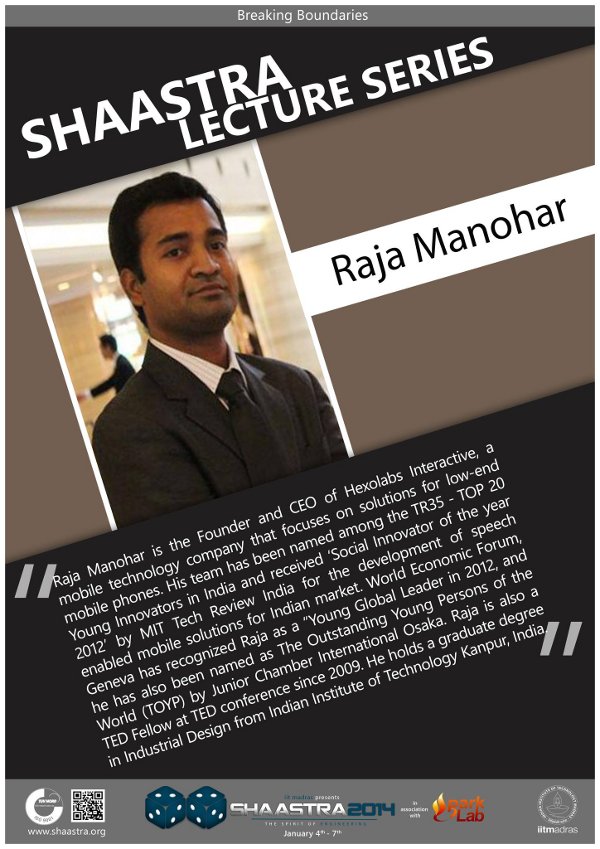 Breaking Boundaries
SHAASTRA
LECTURE SERIES
Raja Manohar
Raja Manohar is the Founder and CEO of Hexolabs Interactive, a
mobile technology company that focuses on solutions for low-end
mobile phones. His team has been named among the TR35 - TOP 20
Young Innovators in India and received ‘Social Innovator of the year
2012’ by MIT Tech Review India for the development of speech
enabled mobile solutions for Indian market. World Economic Forum,
Geneva has recognized Raja as a “Young Global Leader in 2012, and
he has also been named as The Outstanding Young Persons of the
World (TOYP) by Junior Chamber International Osaka. Raja is also a
TED Fellow at TED conference since 2009. He holds a graduate degree
in Industrial Design from Indian Institute of Technology Kanpur, India.
ISO 9001
www.shaastra.org
iit madras presents
SHAASTRA2014
THE SPIRIT OF ENGINEERING
January 4th - 7th
in
association
with
Spark
Lab
iitmadras